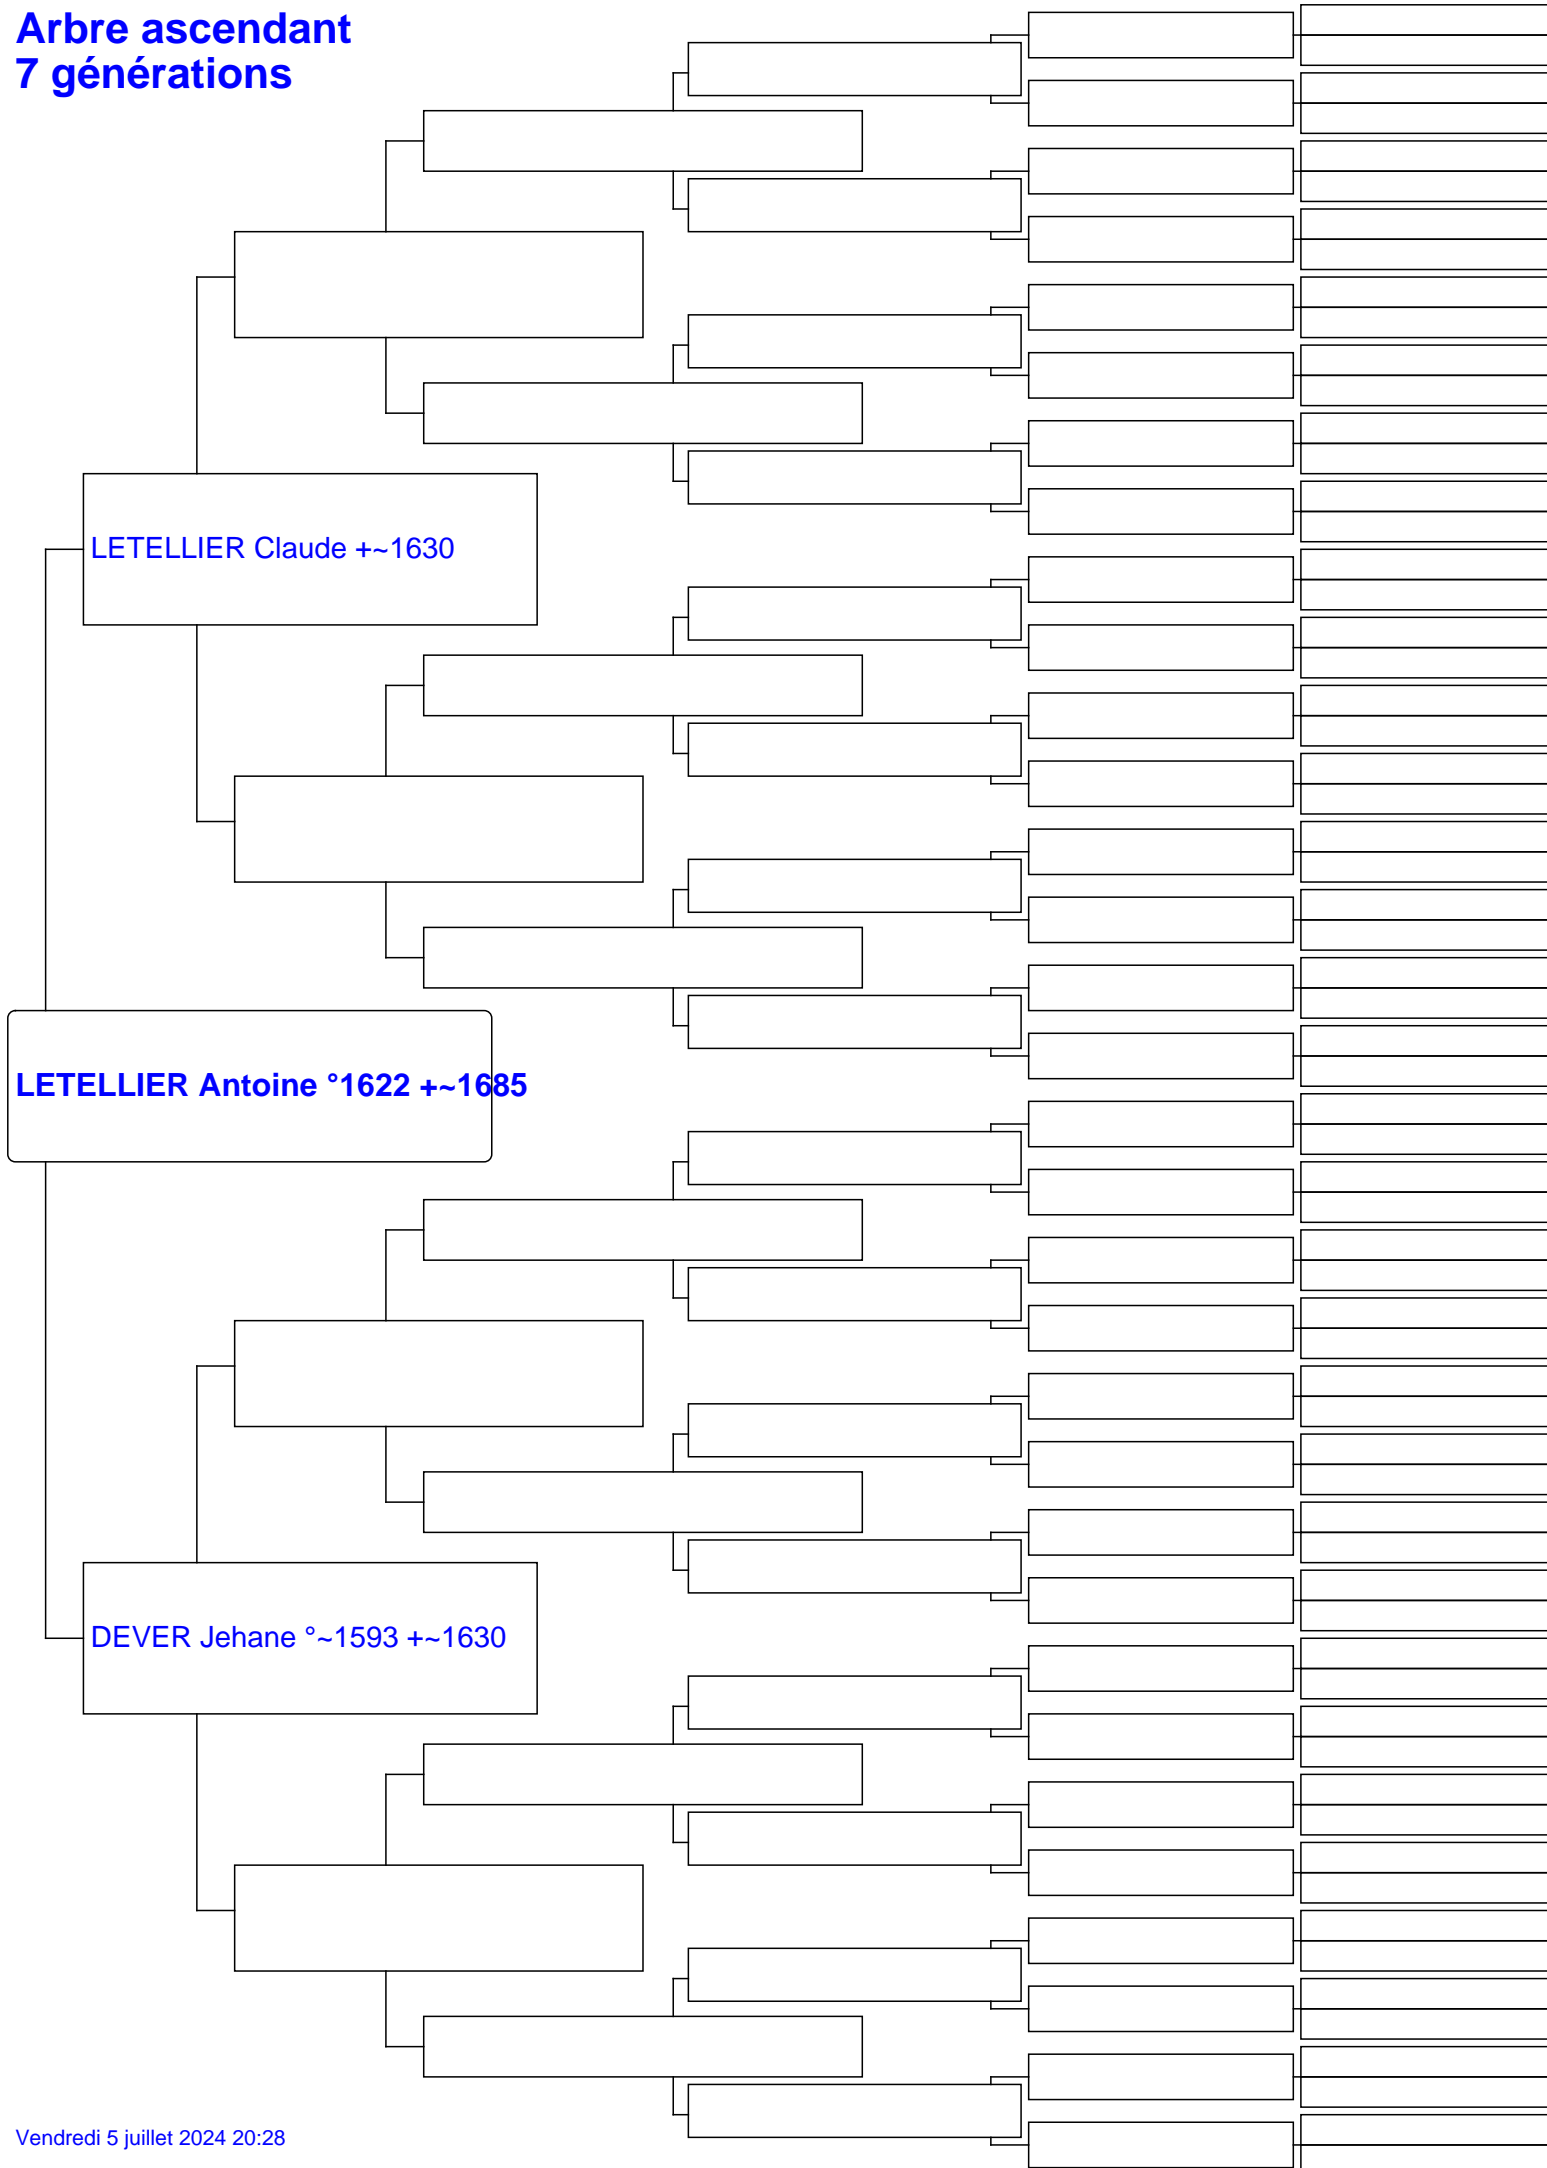 Arbre ascendant
7 générations
LETELLIER Claude +~1630
LETELLIER Antoine °1622 +~1685
DEVER Jehane °~1593 +~1630
Vendredi 5 juillet 2024 20:28